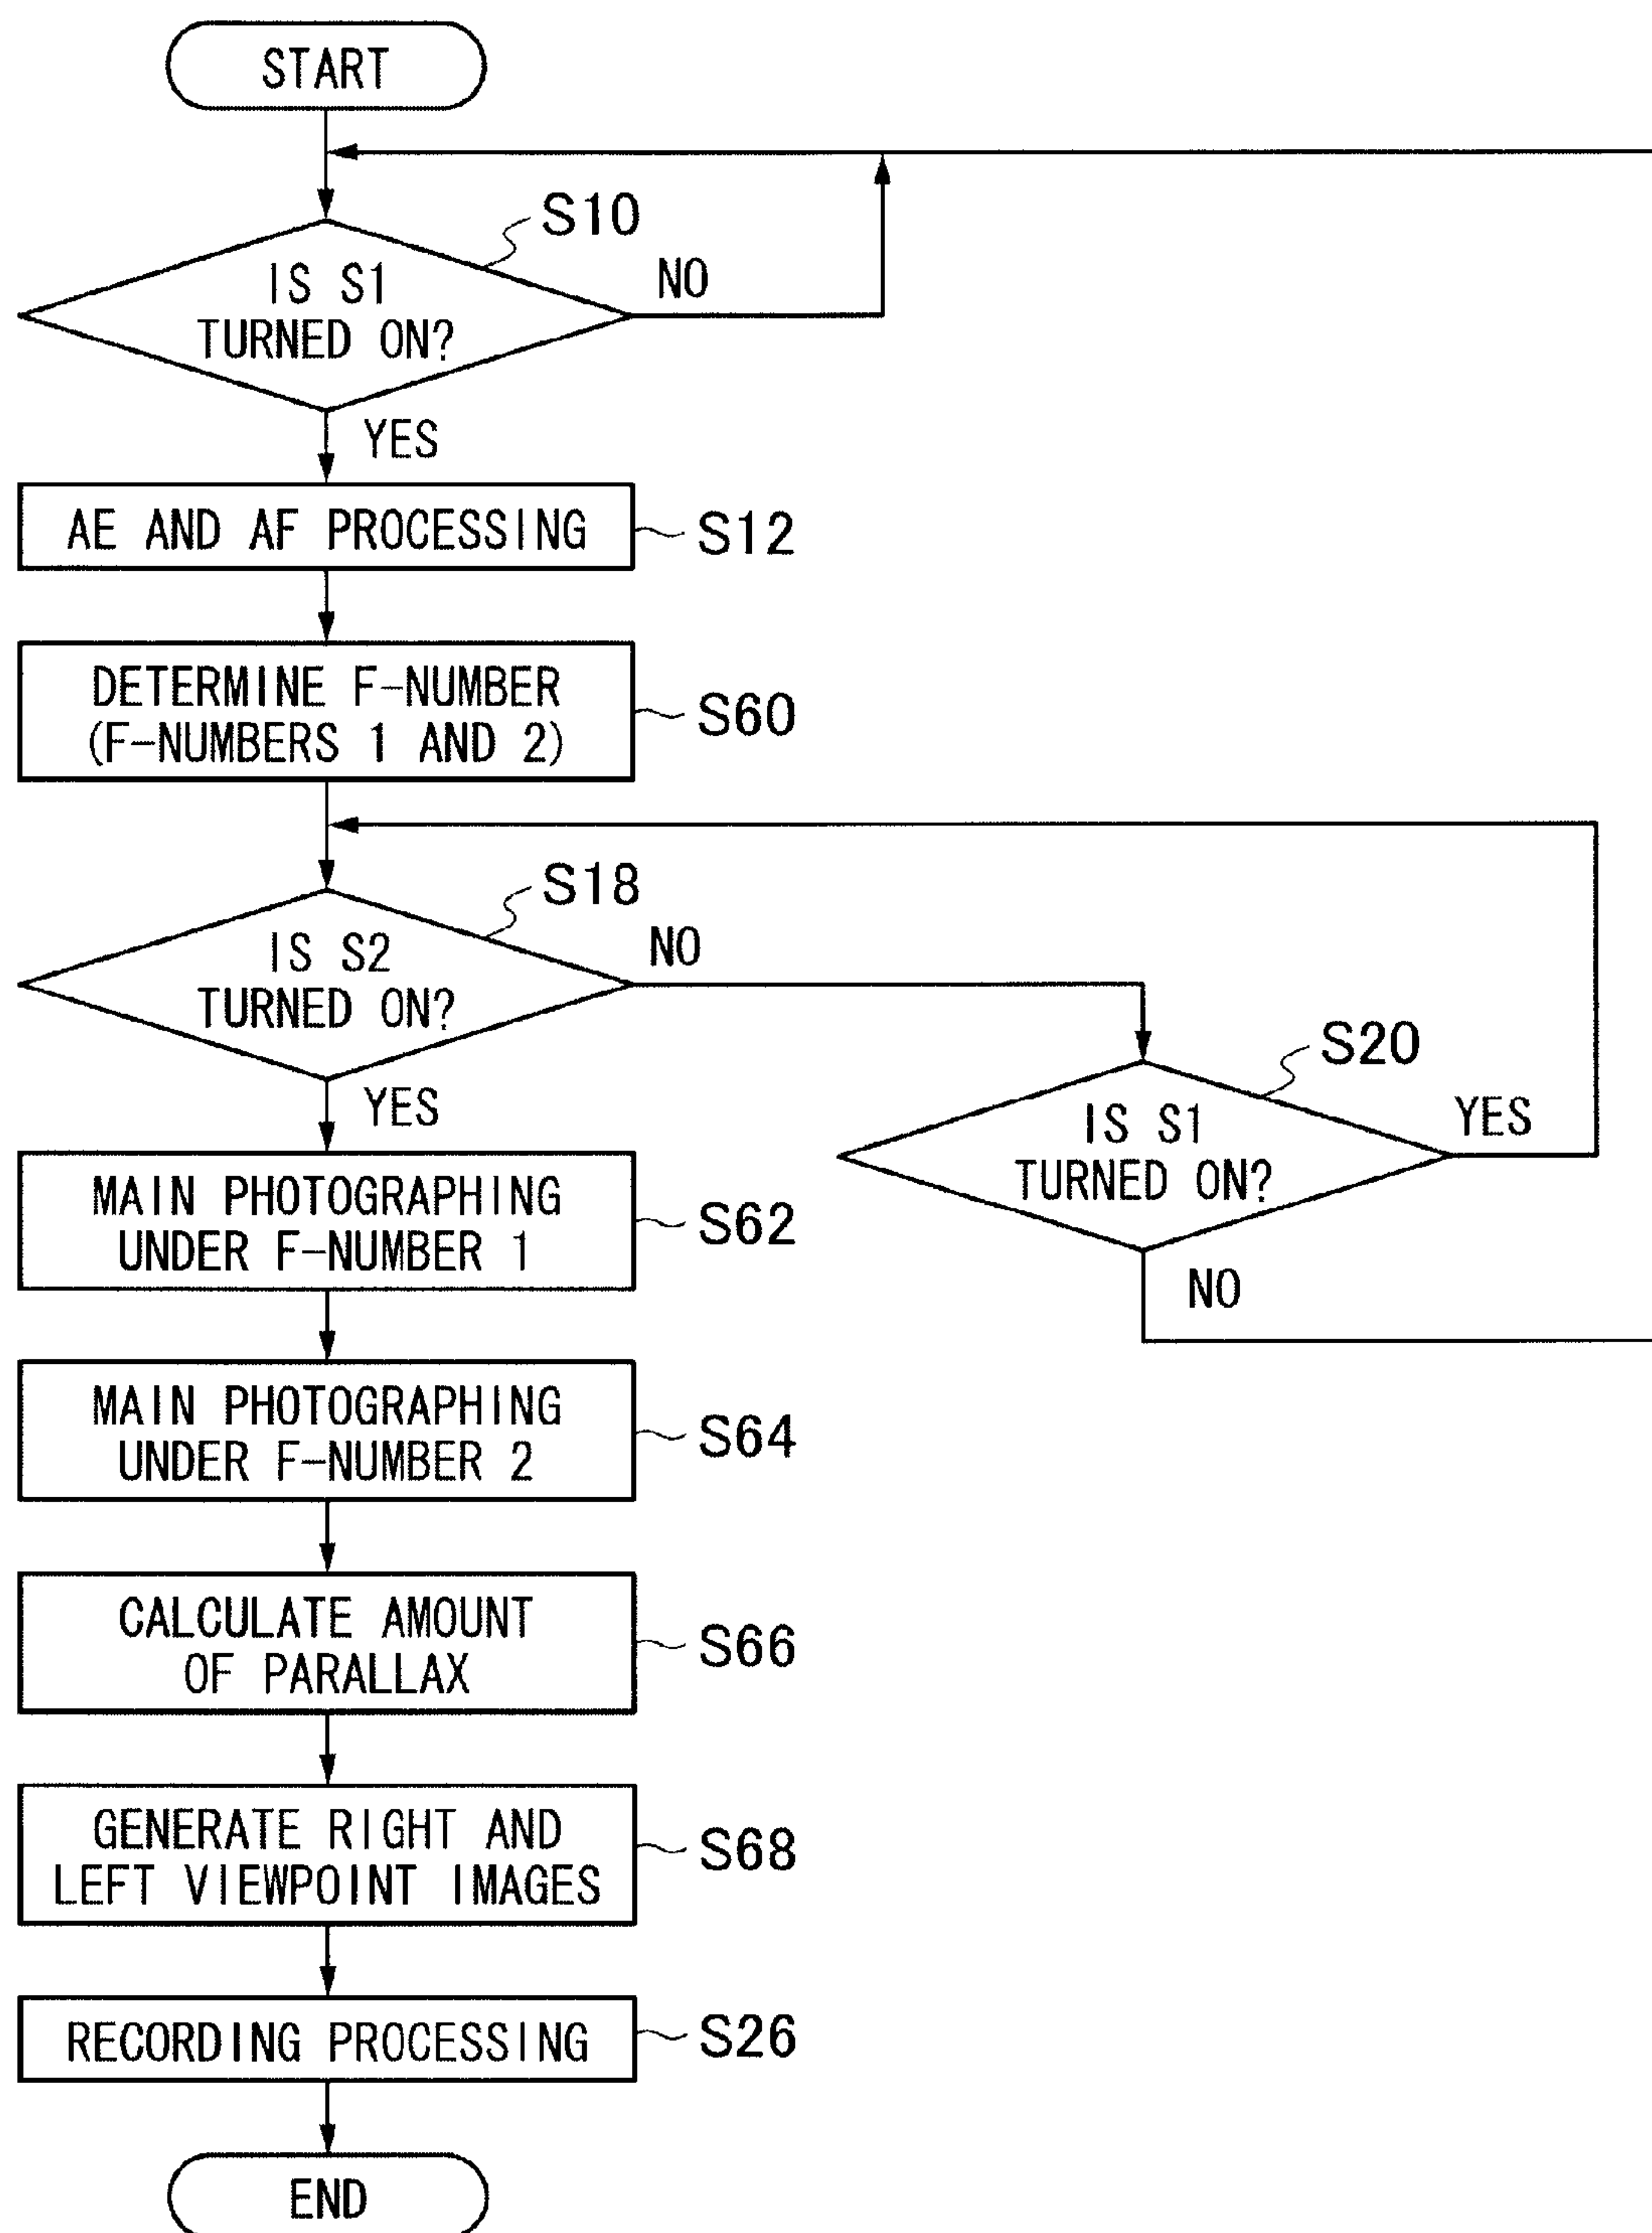 START
S10
IS S1
TURNED ON?
NO
YES
AE AND AF PROCESSING
S12
DETERMINE F-NUMBER
(F-NUMBERS 1 AND 2)
S60
S18
IS S2
TURNED ON?
NO
YES
S20
IS S1
TURNED ON?
YES
NO
MAIN PHOTOGRAPHING
UNDER F-NUMBER 1
S62
MAIN PHOTOGRAPHING
UNDER F-NUMBER 2
S64
CALCULATE AMOUNT
OF PARALLAX
S66
GENERATE RIGHT AND
LEFT VIEWPOINT IMAGES
S68
RECORDING PROCESSING
S26
END